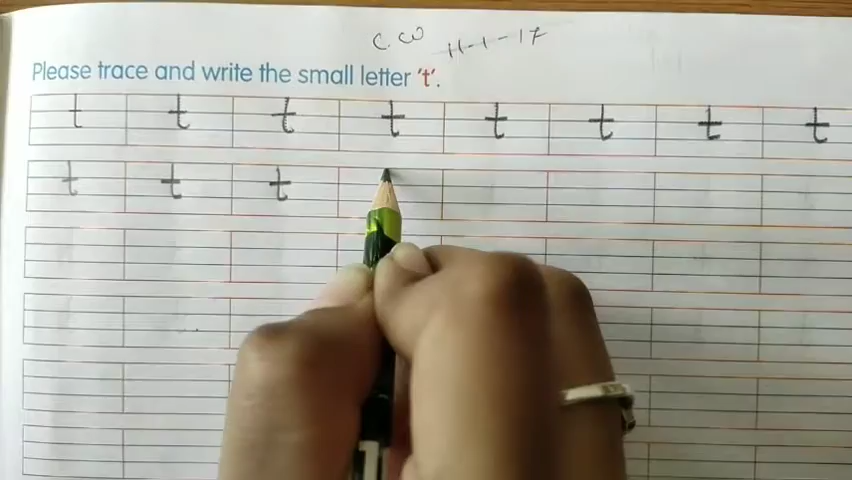 C.W 11-1-17
Please trace and write the small letter 't'.
t t t t t t t t
t t t